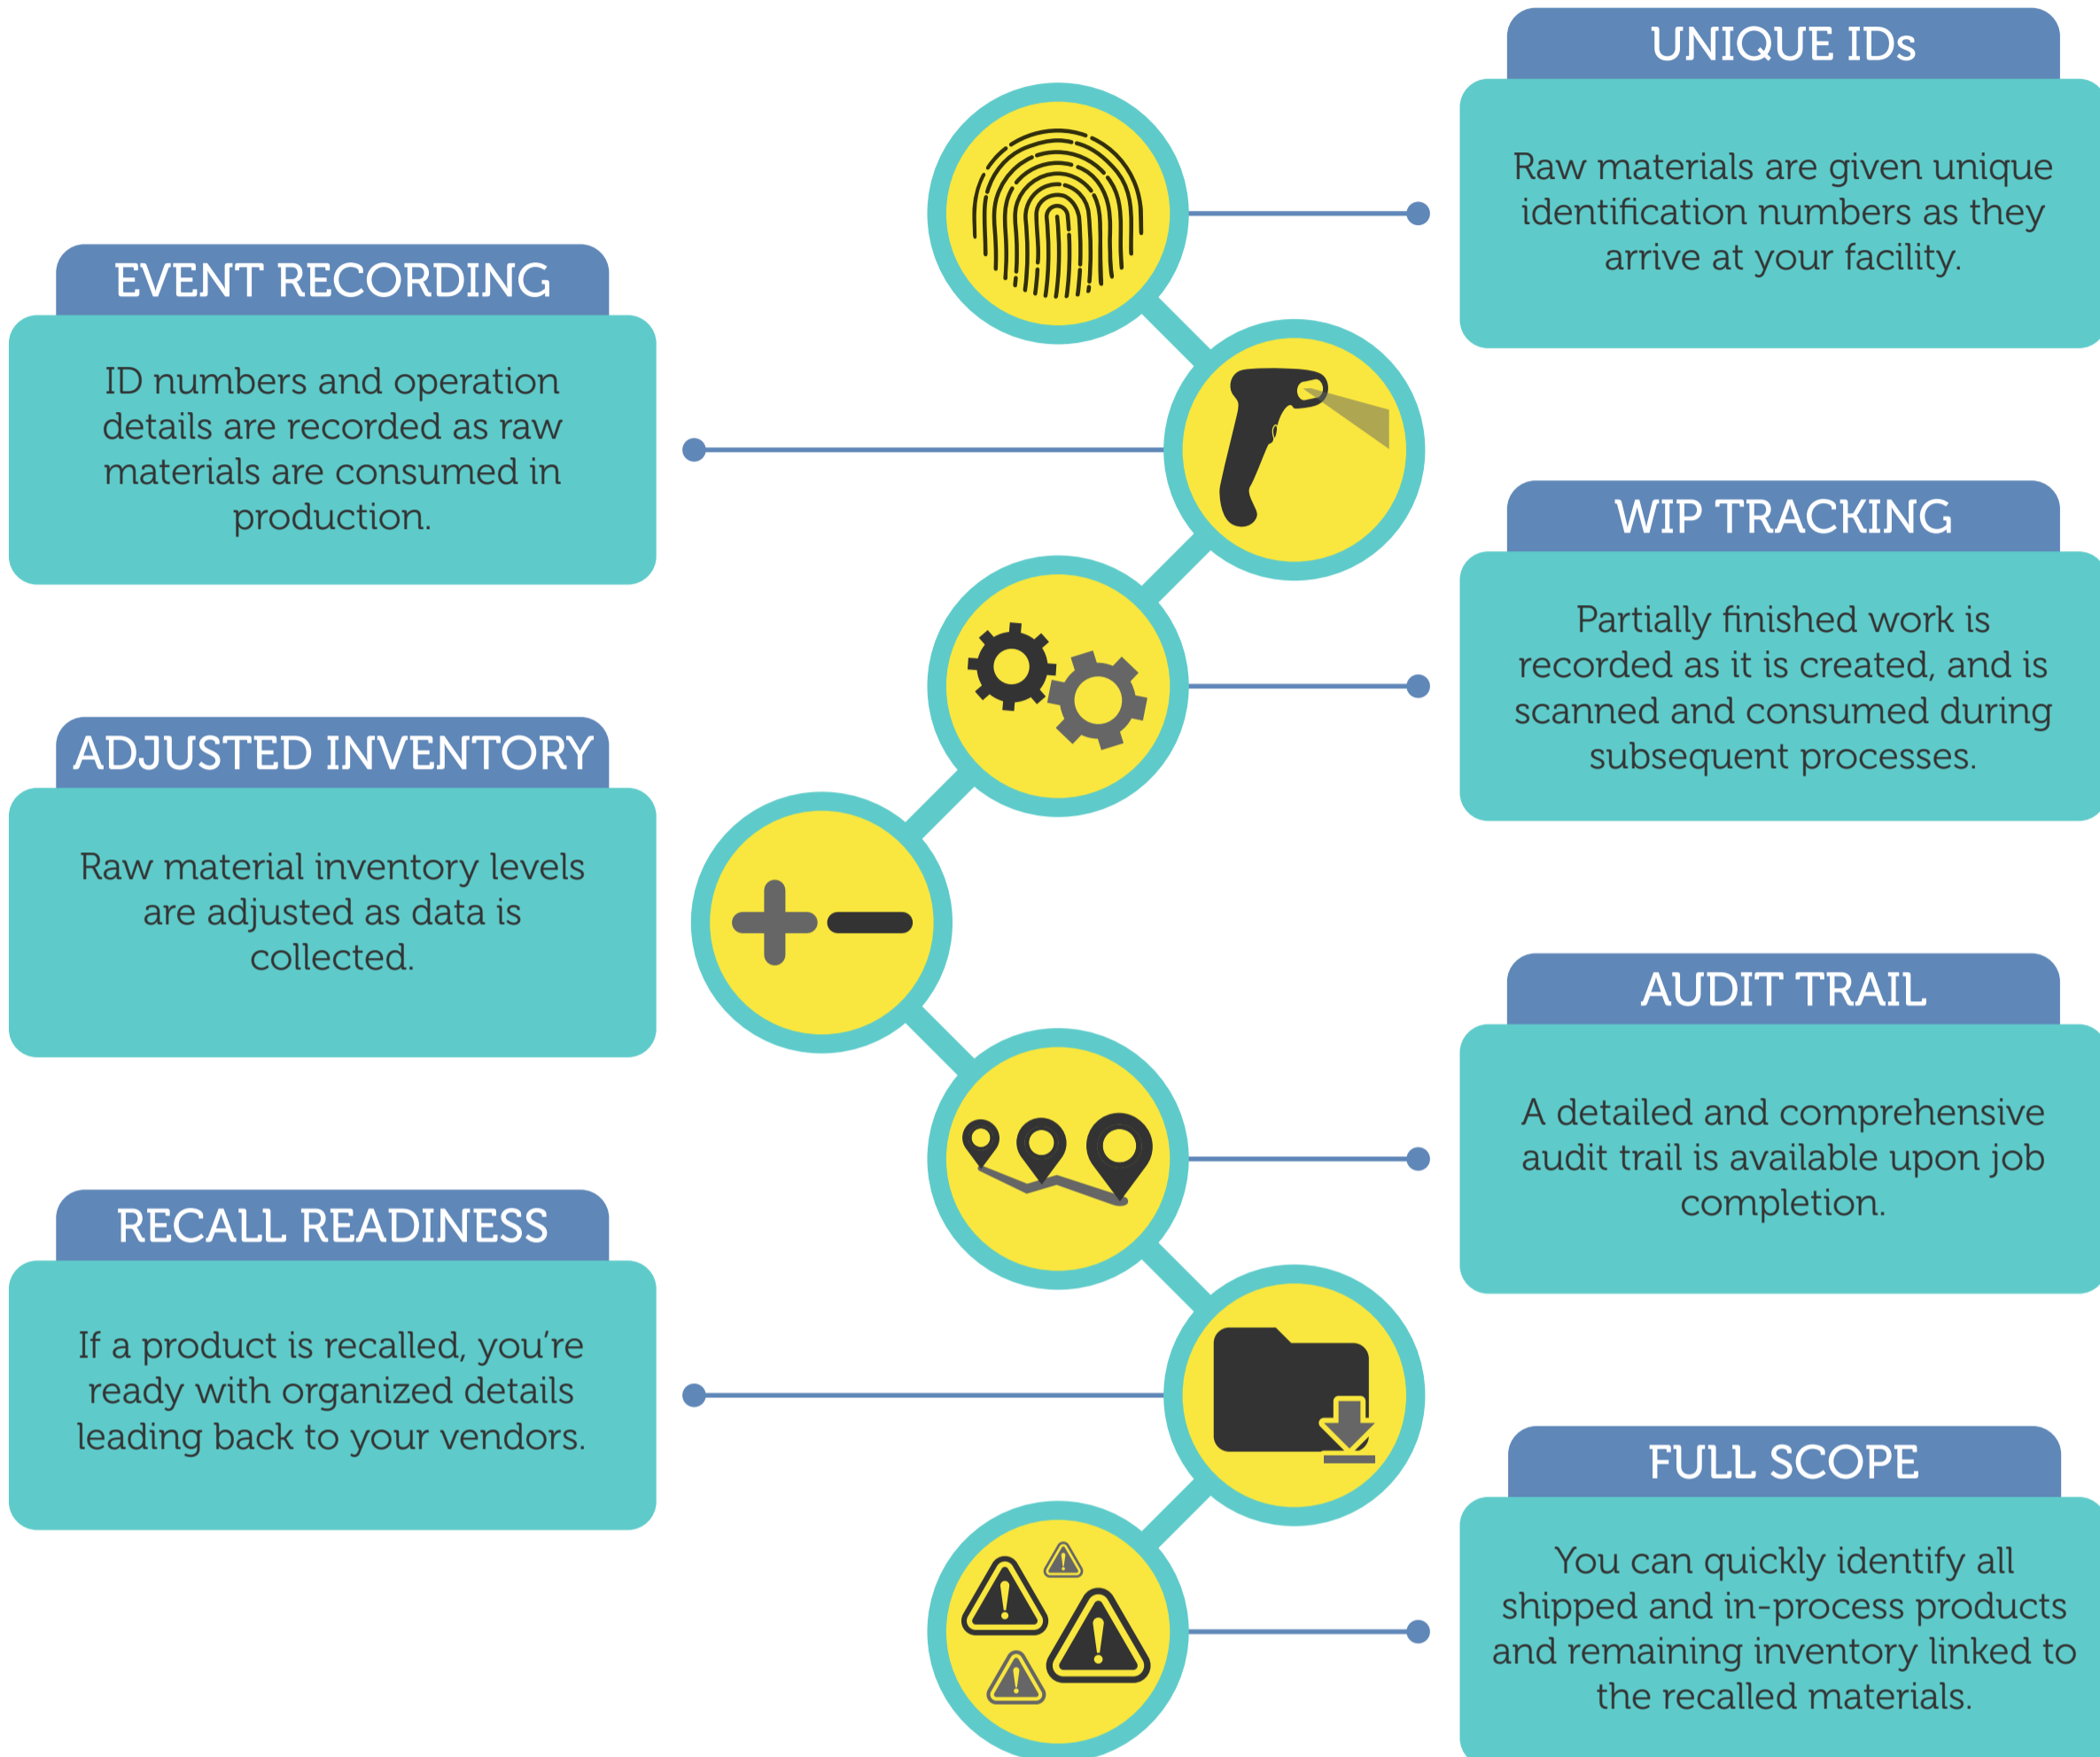 UNIQUE IDs
Raw materials are given unique
identification numbers as they
arrive at your facility.
EVENT RECORDING
ID numbers and operation
details are recorded as raw
materials are consumed in
production.
WIP TRACKING
Partially finished work is
recorded as it is created, and is
scanned and consumed during
subsequent processes.
ADJUSTED INVENTORY
Raw material inventory levels
are adjusted as data is
collected.
AUDIT TRAIL
A detailed and comprehensive
audit trail is available upon job
completion.
RECALL READINESS
If a product is recalled, you're
ready with organized details
leading back to your vendors.
FULL SCOPE
You can quickly identify all
shipped and in-process products
and remaining inventory linked to
the recalled materials.